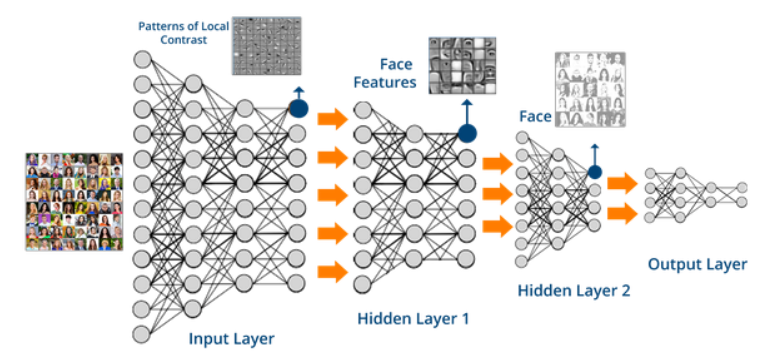 Patterns of Local
Contrast
Face
Features
Face
Input Layer
Hidden Layer 1
Hidden Layer 2
Output Layer